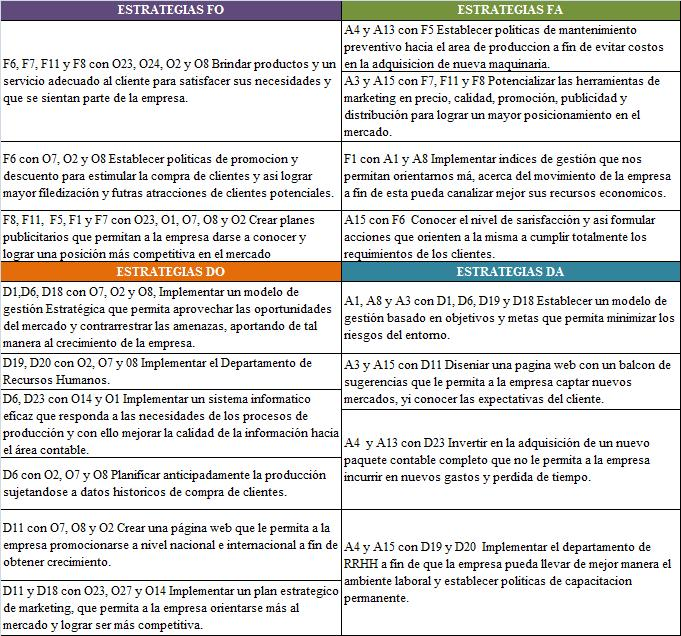 ESTRATEGIAS FO
F6, F7, F11 y F8 con O23, O24, O2 y O8 Brindar productos y un
servicio adecuado al cliente para satisfacer sus necesidades y
que se sientan parte de la empresa.
F6 con O7, O2 y O8 Establecer politicas de promocion y
descuento para estimular la compra de clientes y asi lograr
mayor filedización y futras atracciones de clientes potenciales.
F8, F11,  F5, F1 y F7 con O23, O1, O7, O8 y O2 Crear planes
publicitarios que permitan a la empresa darse a conocer y
lograr una posición más competitiva en el mercado
ESTRATEGIAS FA
A4 y A13 con F5 Establecer politicas de mantenimiento
preventivo hacia el area de produccion a fin de evitar costos
en la adquisicion de nueva maquinaria.
A3 y A15 con F7, F11 y F8 Potencializar las herramientas de
marketing en precio, calidad, promoción, publicidad y
distribución para lograr un mayor posicionamiento en el
mercado.
F1 con A1 y A8 Implementar indices de gestión que nos
permitan orientarnos má, acerca del movimiento de la empresa
a fin de esta pueda canalizar mejor sus recursos economicos.
A15 con F6  Conocer el nivel de sarisfacción y asi formular
acciones que orienten a la misma a cumplir totalmente los
requimientos de los clientes.
ESTRATEGIAS DO
D1,D6, D18 con O7, O2 y O8, Implementar un modelo de
gestión Estratégica que permita aprovechar las oportunidades
del mercado y contrarrestar las amenazas, aportando de tal
manera al crecimiento de la empresa.
D19, D20 con O2, O7 y 08 Implementar el Departamento de
Recursos Humanos.
D6, D23 con O14 y O1 Implementar un sistema informatico
eficaz que responda a las necesidades de los procesos de
producción y con ello mejorar la calidad de la información hacia
el área contable.
D6 con O2, O7 y O8 Planificar anticipadamente la producción
sujetandose a datos historicos de compra de clientes.
D11 con O7, O8 y O2 Crear una página web que le permita a la
empresa promocionarse a nivel nacional e internacional a fin de
obtener crecimiento.
D11 y D18 con O23, O27 y O14 Implementar un plan estrategico
de marketing, que permita a la empresa orientarse más al
mercado y lograr ser más competitiva.
ESTRATEGIAS DA
A1, A8 y A3 con D1, D6, D19 y D18 Establecer un modelo de
gestión basado en objetivos y metas que permita minimizar los
riesgos del entorno.
A3 y A15 con D11 Diseniar una pagina web con un balcon de
sugerencias que le permita a la empresa captar nuevos
mercados, yi conocer las expectativas del cliente.
A4  y A13 con D23 Invertir en la adquisición de un nuevo
paquete contable completo que no le permita a la empresa
incurrir en nuevos gastos y perdida de tiempo.
A4 y A15 con D19 y D20  Implementar el departamento de
RRHH a fin de que la empresa pueda llevar de mejor manera el
ambiente laboral y establecer politicas de capacitacion
permanente.